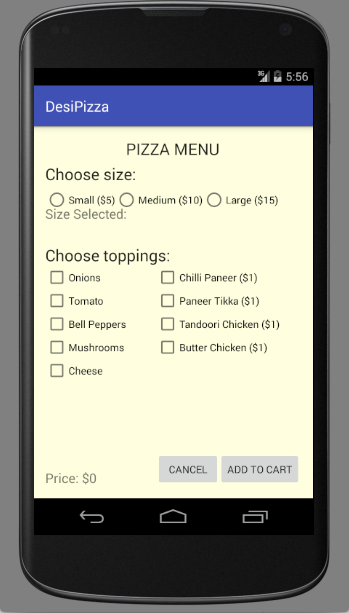 3G 5:56
DesiPizza
PIZZA MENU
Choose size:
Small ($5) Medium ($10) Large ($15)
Size Selected:
Choose toppings:
Onions Chilli Paneer ($1)
Tomato Paneer Tikka ($1)
Bell Peppers Tandoori Chicken ($1)
Mushrooms Butter Chicken ($1)
Cheese
CANCEL ADD TO CART
Price: $0